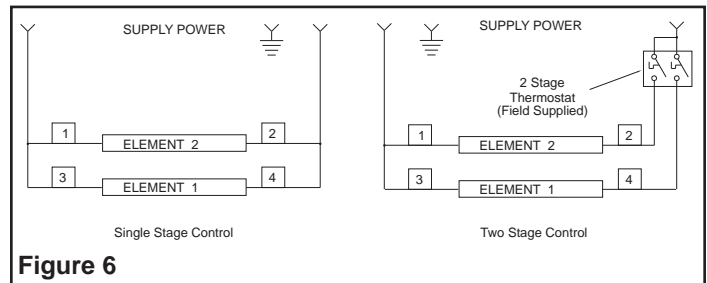 SUPPLY POWER
1
ELEMENT 2
2
3
ELEMENT 1
4
Single Stage Control
SUPPLY POWER
2 Stage
Thermostat
(Field Supplied)
1
ELEMENT 2
2
3
ELEMENT 1
4
Two Stage Control
Figure 6